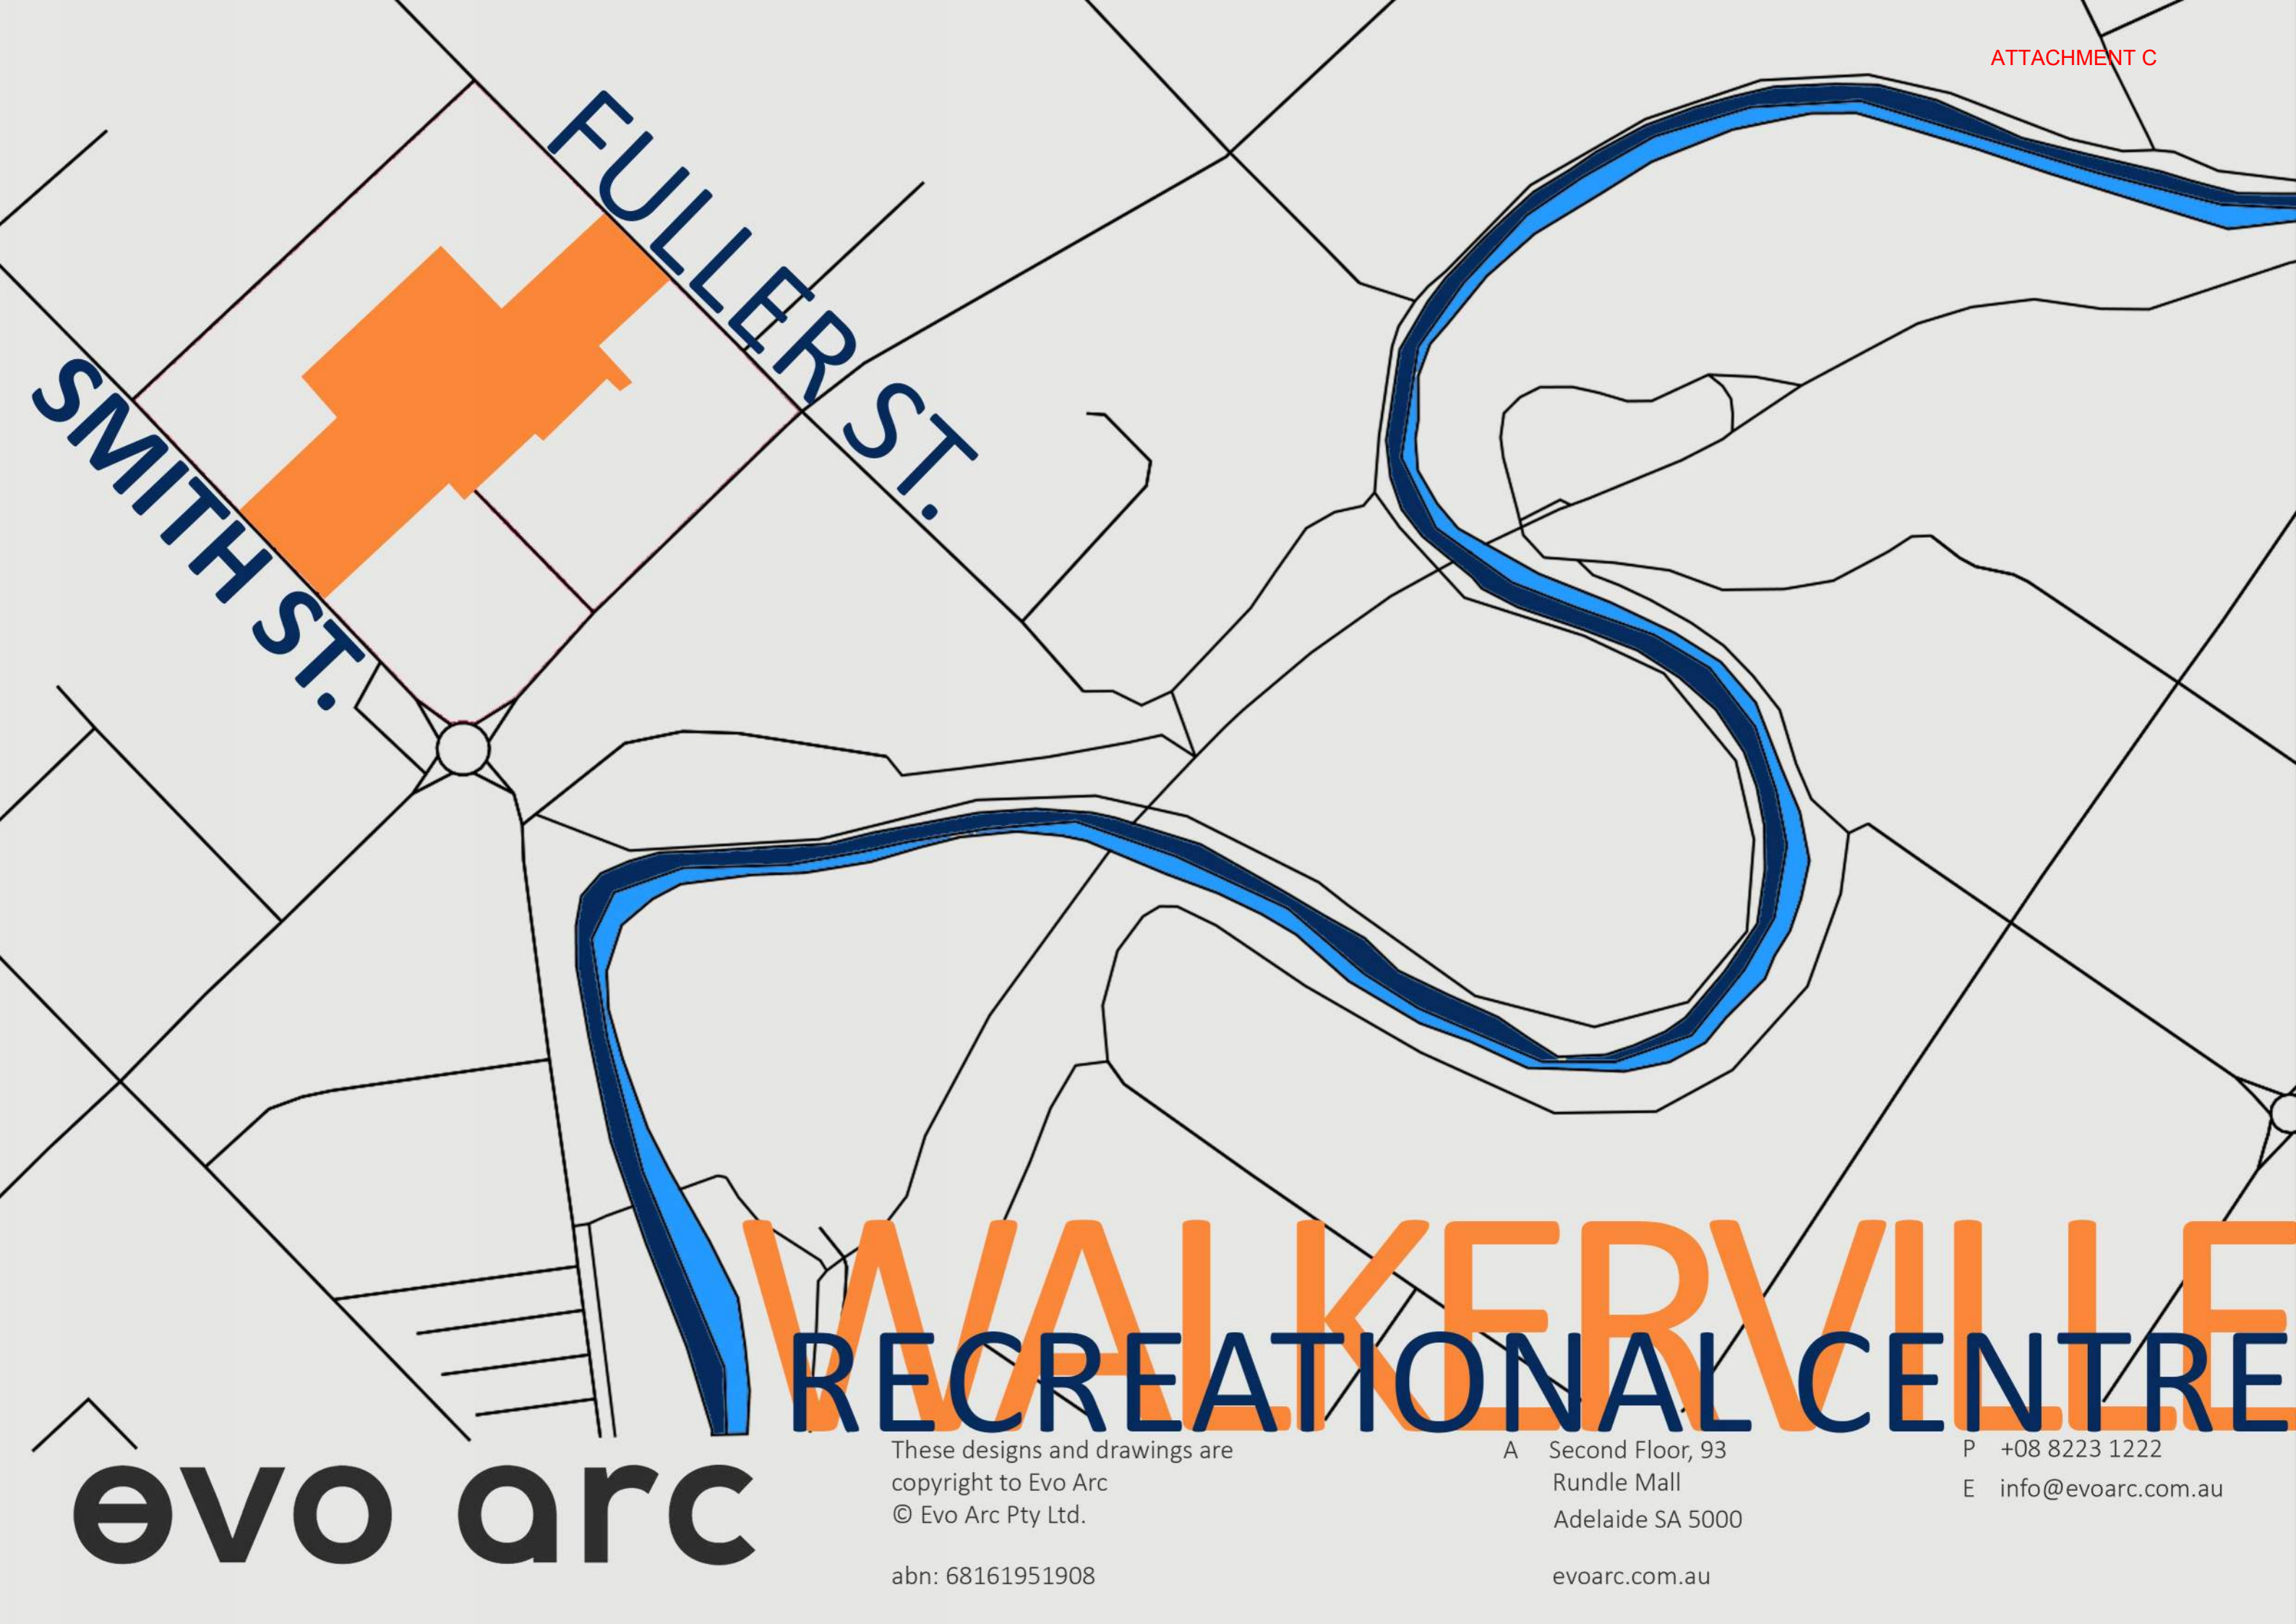 ATTACHMENT C
FULLER ST.
SMITH ST.
WALKERVILLE
RECREATIONAL CENTRE
evo arc
These designs and drawings are
copyright to Evo Arc
© Evo Arc Pty Ltd.
abn: 68161951908
A Second Floor, 93
Rundle Mall
Adelaide SA 5000
evoarc.com.au
P +08 8223 1222
E info@evoarc.com.au